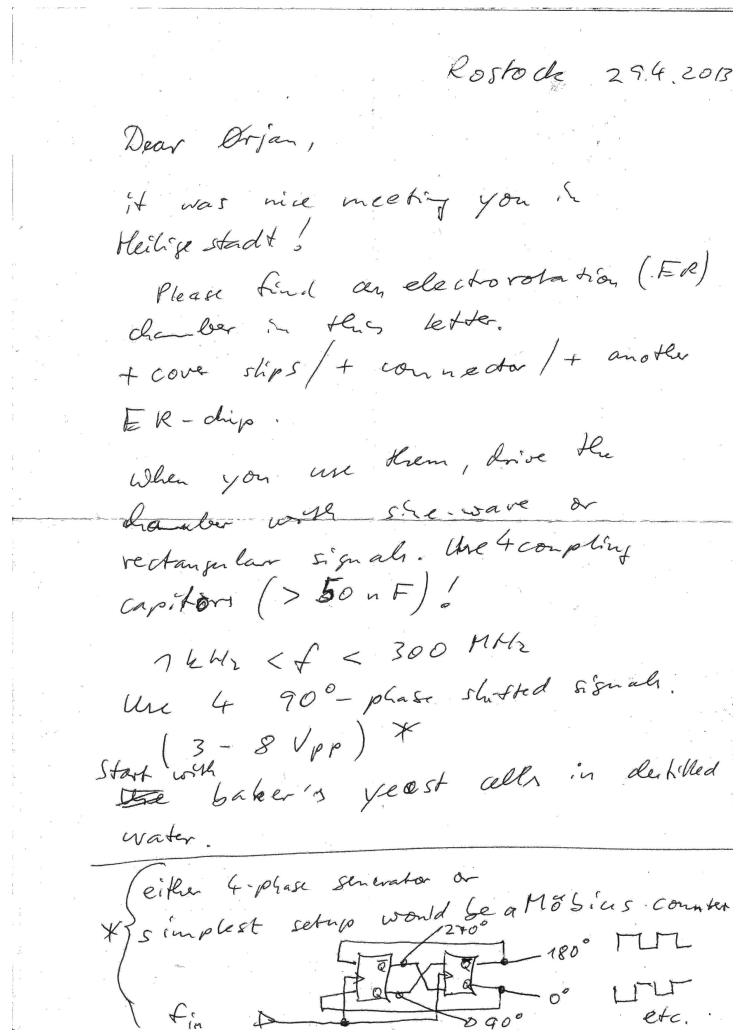 Rostock 29.4.2013
Dear Ørjan,
it was nice meeting you in
Heiligestadt!
Please find an electrorotation (ER)
chamber in this letter.
+ cover slips / + connector / + another
ER-chip.
When you use them, drive the
chamber with sine-wave or
rectangular signals. Use 4 coupling
capitors (> 50 nF)!
1 kHz < f < 300 MHz
Use 4 90°-phase shifted signals.
(3 - 8 Vpp) *
Start with
baker's yeast cells in destilled
water.
either 4-phase generator or
* simplest setup would be a Möbius counter
270°
Q̅ Q̅ 180°
Q Q 0°
fin 90° etc.